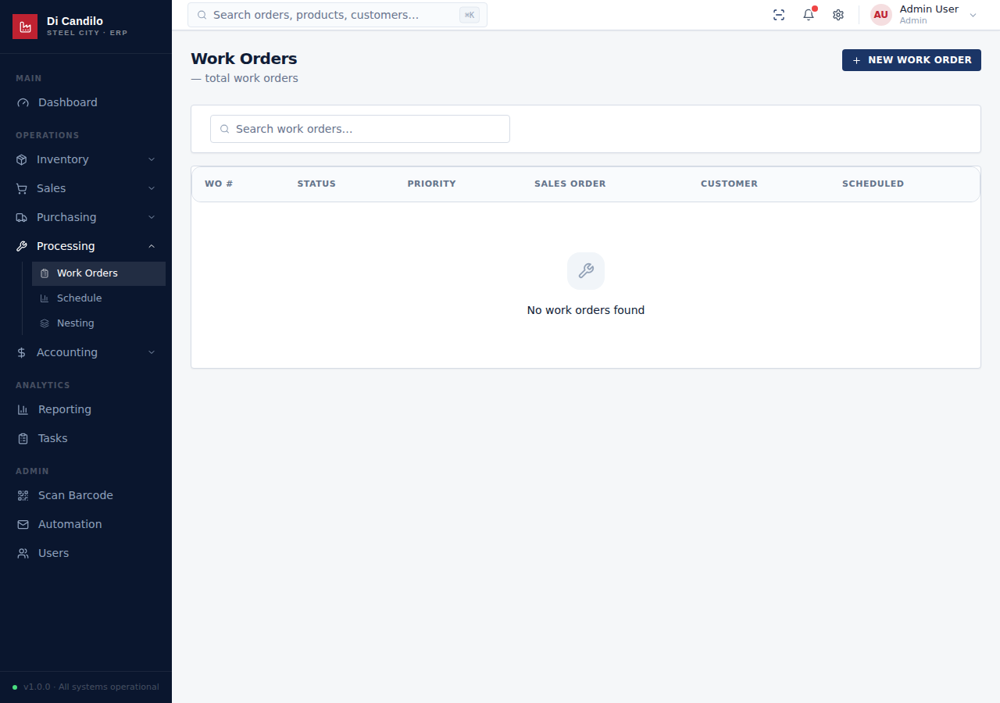 Di Candilo
STEEL CITY · ERP
MAIN
Dashboard
OPERATIONS
Inventory
Sales
Purchasing
Processing
Work Orders
Schedule
Nesting
Accounting
ANALYTICS
Reporting
Tasks
ADMIN
Scan Barcode
Automation
Users
v1.0.0 · All systems operational
Search orders, products, customers... ⌘K
AU
Admin User
Admin
Work Orders
— total work orders
NEW WORK ORDER
Search work orders...
WO # STATUS PRIORITY SALES ORDER CUSTOMER SCHEDULED
No work orders found